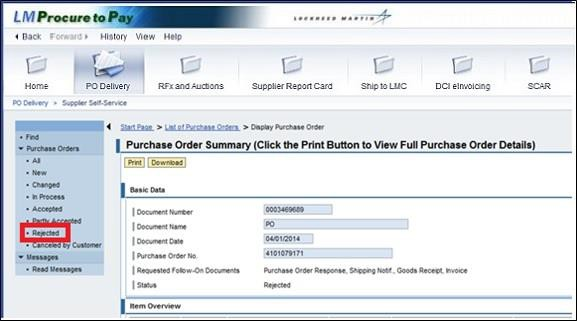 LM Procure to Pay
LOCKHEED MARTIN
Back Forward History View Help
Home PO Delivery RFx and Auctions Supplier Report Card Ship to LMC DCI eInvoicing SCAR
PO Delivery > Supplier Self-Service
Start Page > List of Purchase Orders > Display Purchase Order
Find
Purchase Orders
All
New
Changed
In Process
Accepted
Partly Accepted
Rejected
Canceled by Customer
Messages
Read Messages
Purchase Order Summary (Click the Print Button to View Full Purchase Order Details)
Print Download
Basic Data
Document Number 0003469689
Document Name PO
Document Date 04/01/2014
Purchase Order No. 4101079171
Requested Follow-On Documents Purchase Order Response, Shipping Notif., Goods Receipt, Invoice
Status Rejected
Item Overview